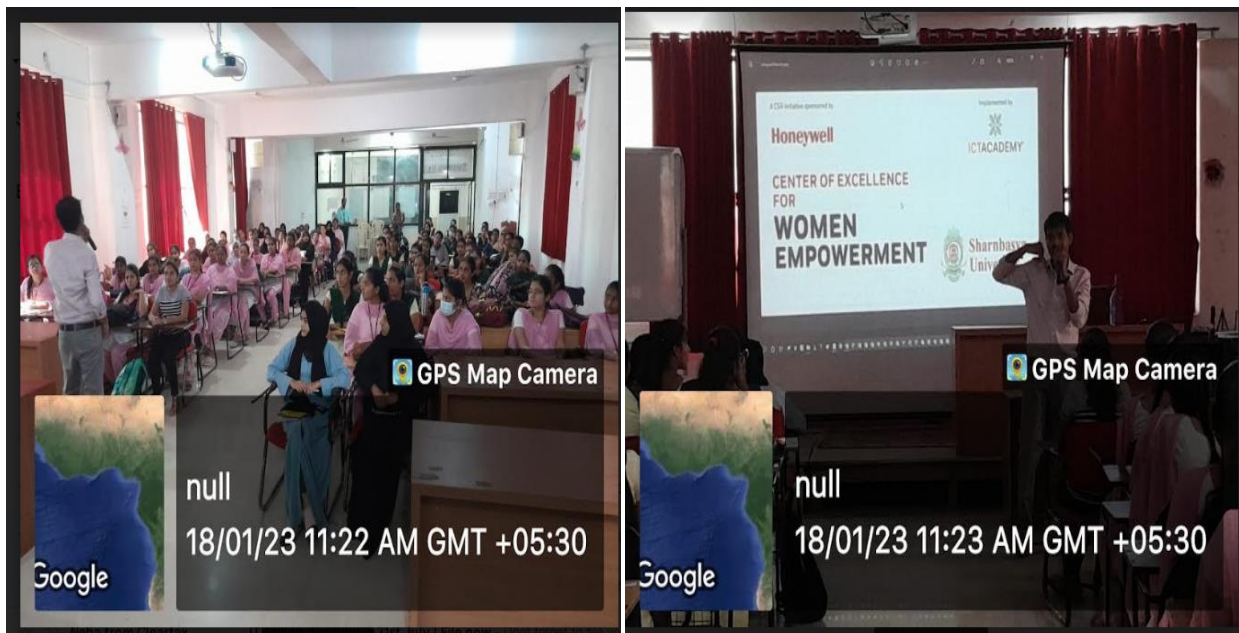 GPS Map Camera
null
18/01/23 11:22 AM GMT +05:30
Google
A CSR initiative sponsored by
Implemented by
Honeywell
ICTACADEMY
CENTER OF EXCELLENCE
FOR
WOMEN
EMPOWERMENT
GPS Map Camera
null
18/01/23 11:23 AM GMT +05:30
Google